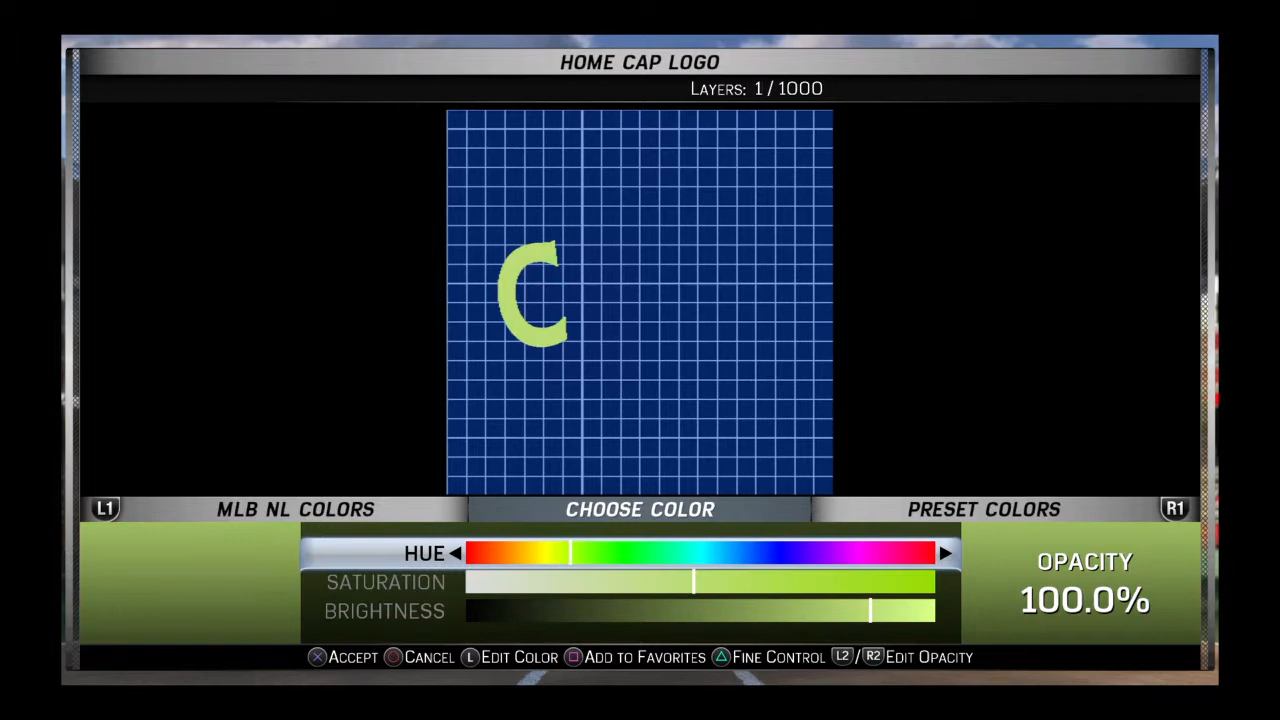 HOME CAP LOGO
LAYERS: 1 / 1000
C
L1 MLB NL COLORS CHOOSE COLOR PRESET COLORS R1
HUE
SATURATION
BRIGHTNESS
OPACITY
100.0%
ACCEPT CANCEL L EDIT COLOR ADD TO FAVORITES FINE CONTROL L2/R2 EDIT OPACITY